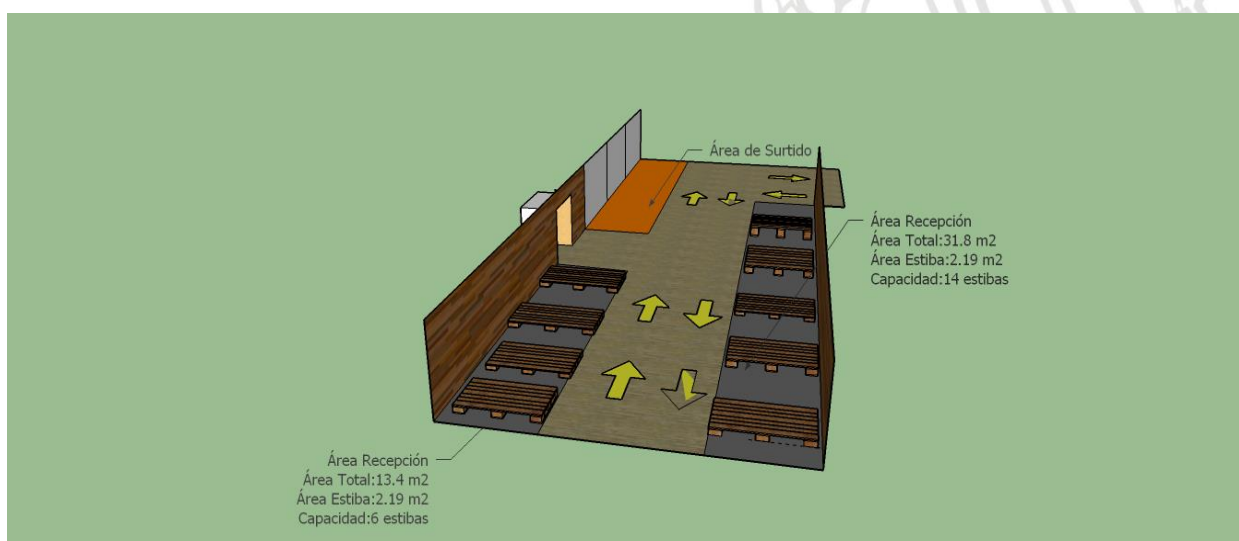 Área de Surtido
Área Recepción
Área Total:31.8 m2
Área Estiba:2.19 m2
Capacidad:14 estibas
Área Recepción
Área Total:13.4 m2
Área Estiba:2.19 m2
Capacidad:6 estibas